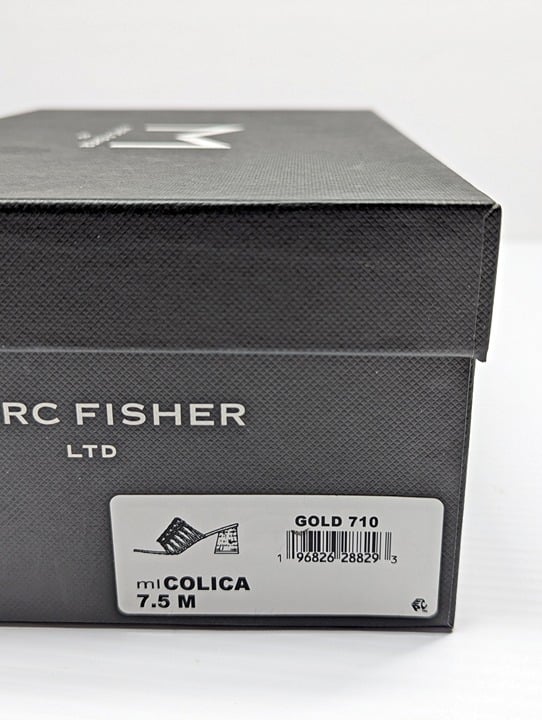 M
RC FISHER
LTD
GOLD 710
1 96826 28829 3
mlCOLICA
7.5 M